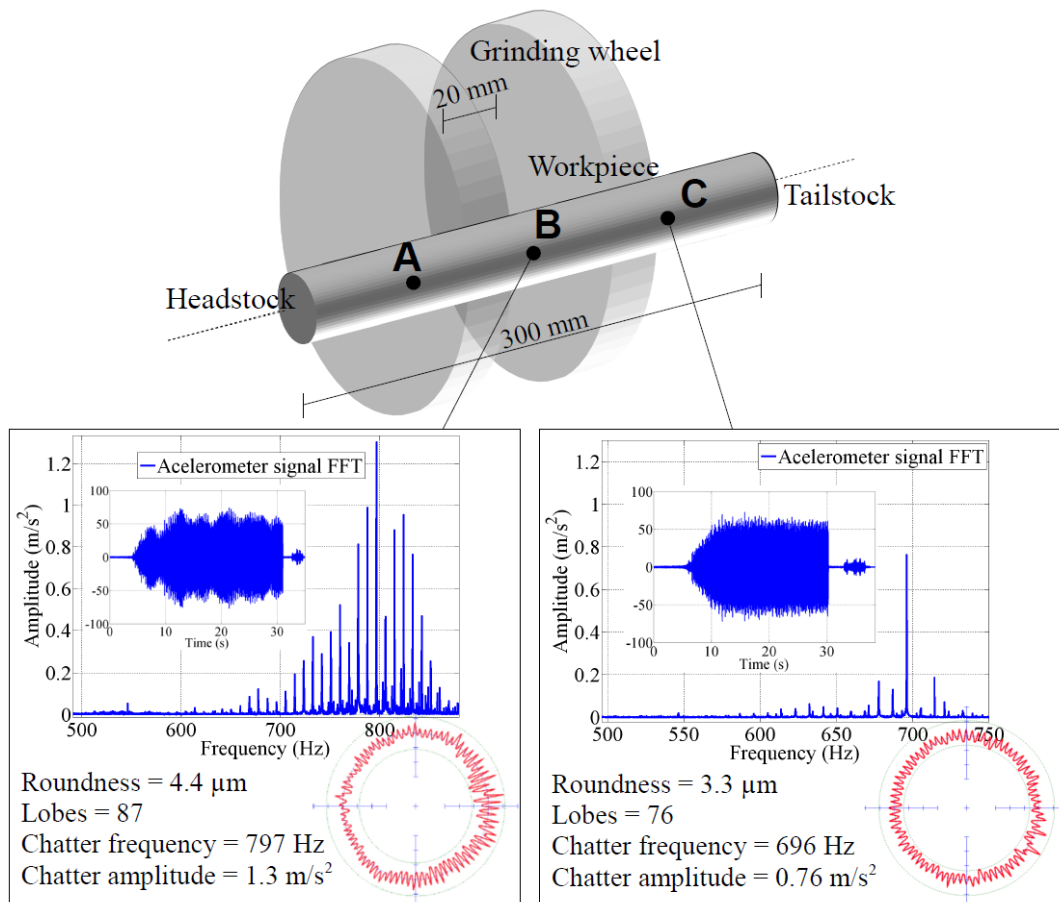 Grinding wheel
20 mm
Workpiece
C
Tailstock
B
A
Headstock
300 mm
Acelerometer signal FFT
Amplitude (m/s²)
1.2
1
0.8
0.6
0.4
0.2
0
100
50
0
-50
-100
0 10 20 30
Time (s)
500 600 700 800
Frequency (Hz)
Roundness = 4.4 µm
Lobes = 87
Chatter frequency = 797 Hz
Chatter amplitude = 1.3 m/s²
Acelerometer signal FFT
Amplitude (m/s²)
1.2
1
0.8
0.6
0.4
0.2
0
100
50
0
-50
-100
0 10 20 30
Time (s)
500 550 600 650 700 750
Frequency (Hz)
Roundness = 3.3 µm
Lobes = 76
Chatter frequency = 696 Hz
Chatter amplitude = 0.76 m/s²